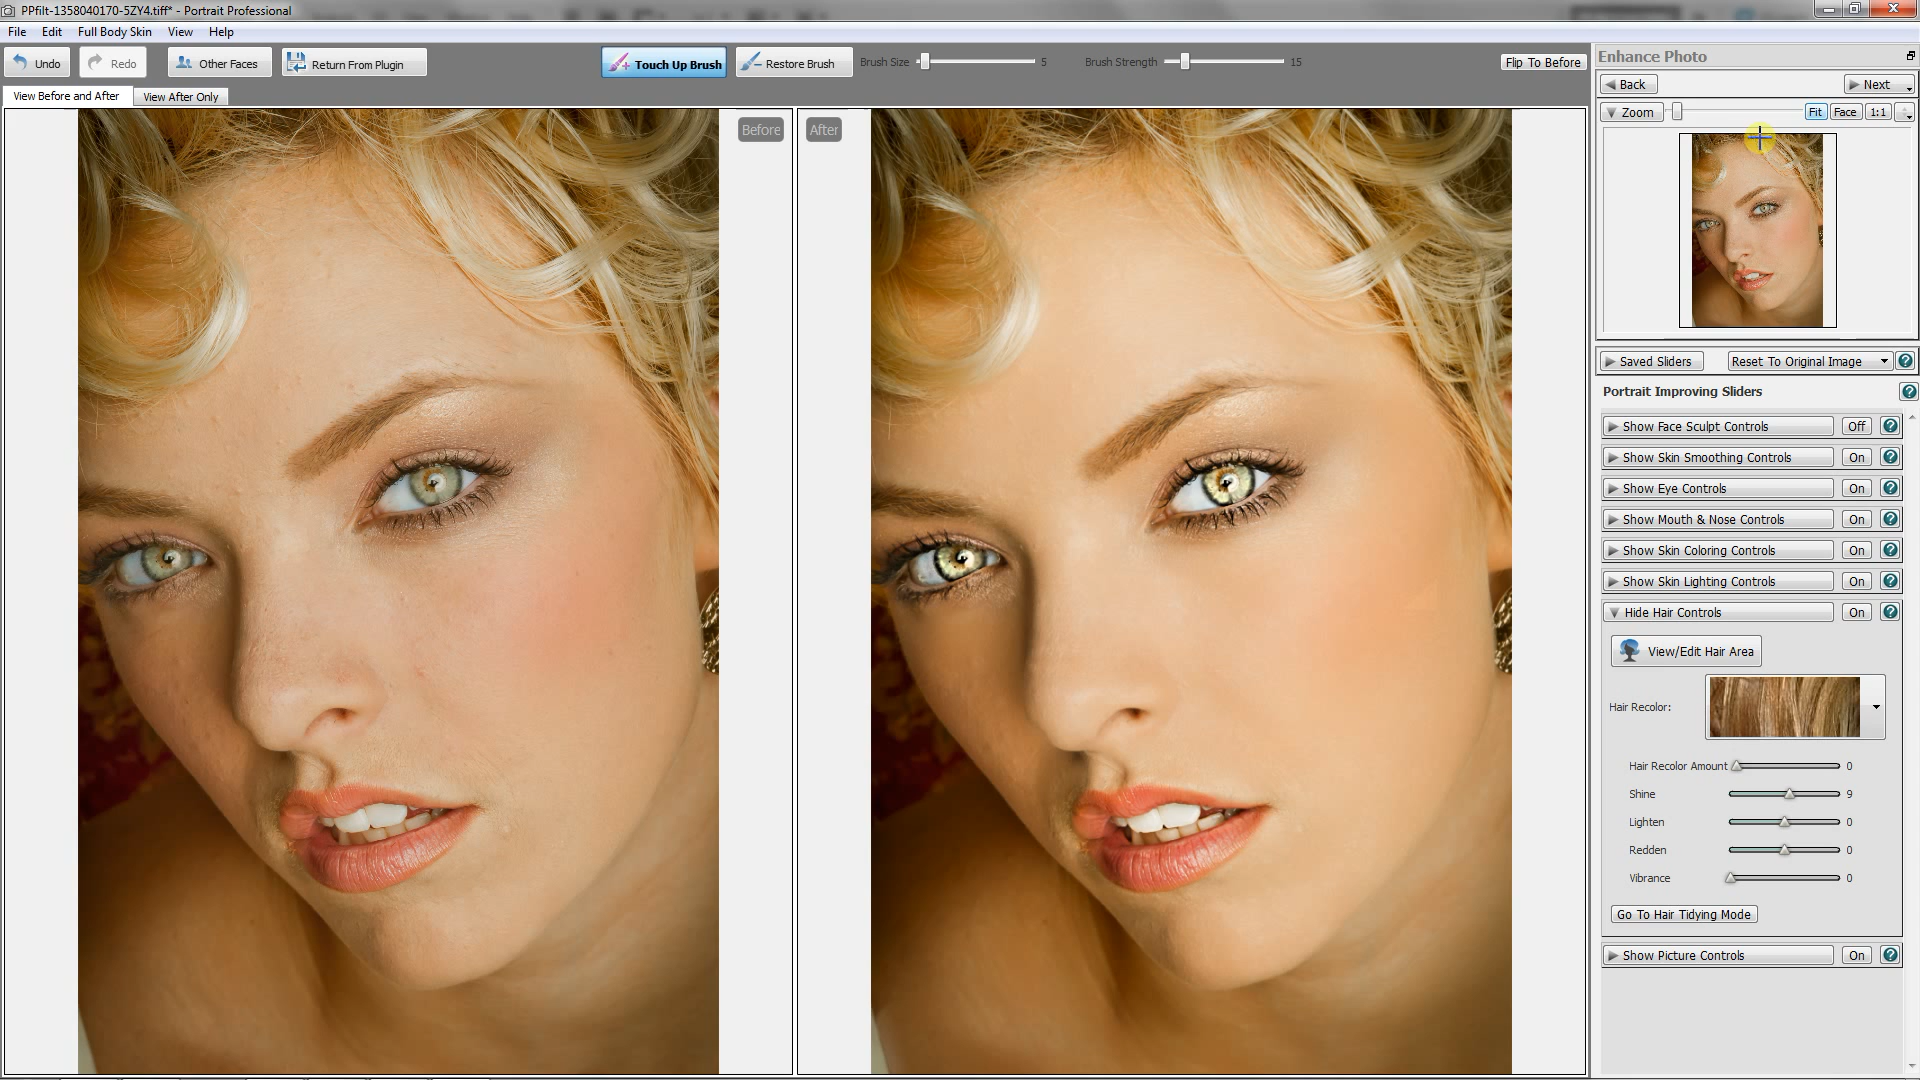 PPfilt-1358040170-5ZY4.tiff* - Portrait Professional
File Edit Full Body Skin View Help
Undo Redo Other Faces Return From Plugin Touch Up Brush Restore Brush Brush Size 5 Brush Strength 15 Flip To Before
View Before and After View After Only
Before
After
Enhance Photo
Back Next
Zoom Fit Face 1:1
Saved Sliders Reset To Original Image ?
Portrait Improving Sliders ?
Show Face Sculpt Controls Off ?
Show Skin Smoothing Controls On ?
Show Eye Controls On ?
Show Mouth & Nose Controls On ?
Show Skin Coloring Controls On ?
Show Skin Lighting Controls On ?
Hide Hair Controls On ?
View/Edit Hair Area
Hair Recolor:
Hair Recolor Amount 0
Shine 9
Lighten 0
Redden 0
Vibrance 0
Go To Hair Tidying Mode
Show Picture Controls On ?